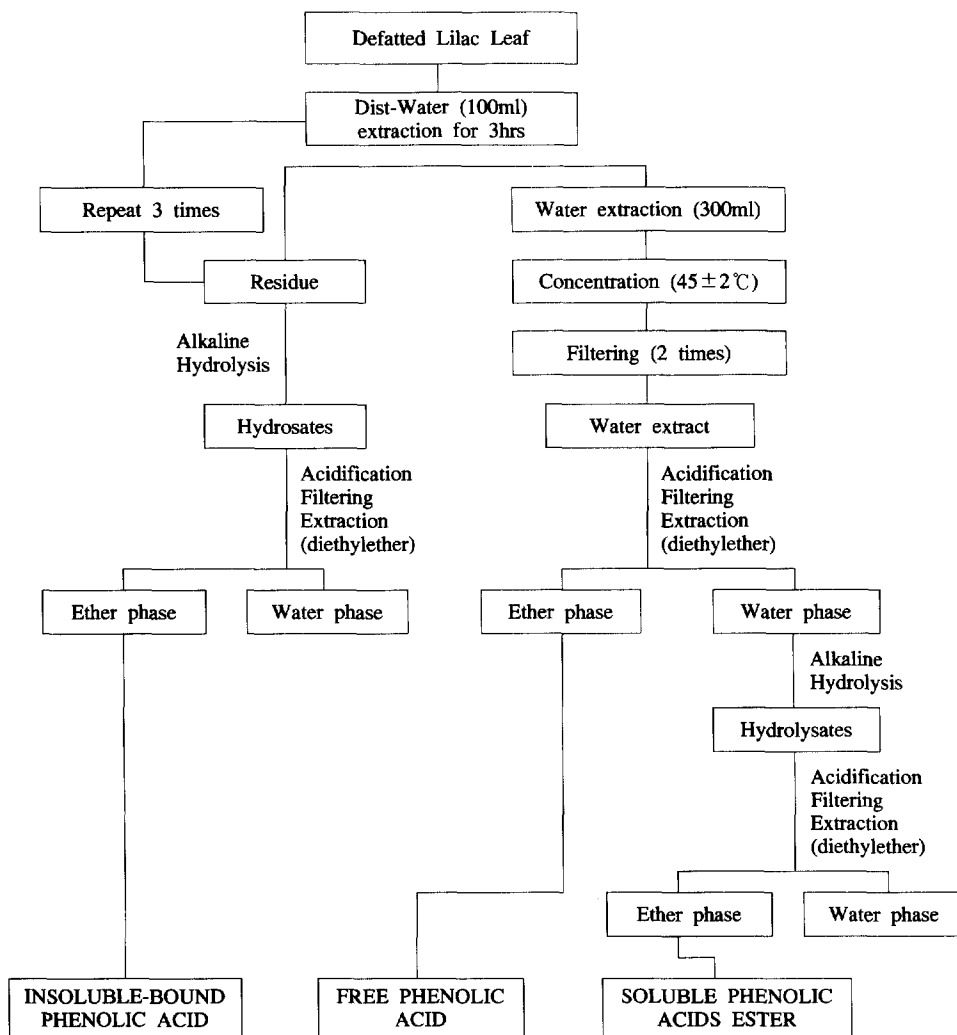 Defatted Lilac Leaf
Dist-Water (100ml)
extraction for 3hrs
Repeat 3 times
Water extraction (300ml)
Residue
Concentration (45±2℃)
Alkaline
Hydrolysis
Filtering (2 times)
Hydrosates
Water extract
Acidification
Filtering
Extraction
(diethylether)
Acidification
Filtering
Extraction
(diethylether)
Ether phase
Water phase
Ether phase
Water phase
Alkaline
Hydrolysis
Hydrolysates
Acidification
Filtering
Extraction
(diethylether)
Ether phase
Water phase
INSOLUBLE-BOUND
PHENOLIC ACID
FREE PHENOLIC
ACID
SOLUBLE PHENOLIC
ACIDS ESTER